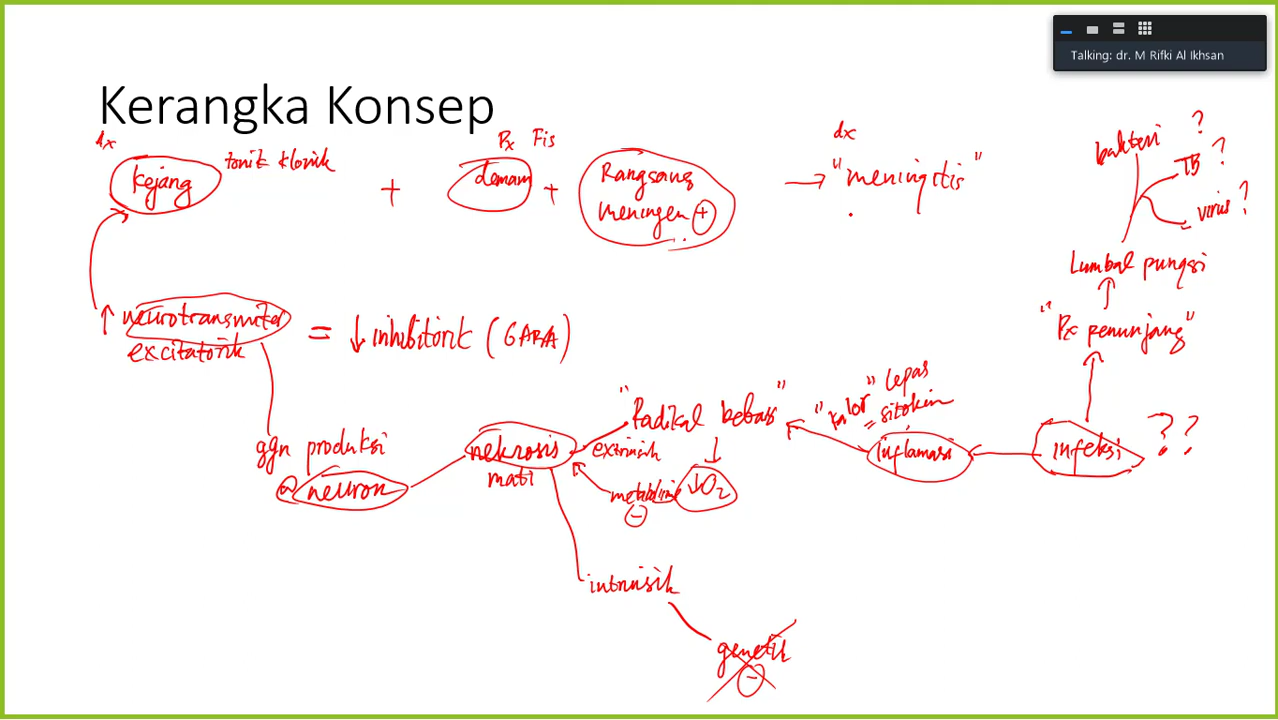 Talking: dr. M Rifki Al Ikhsan
Kerangka Konsep
Ax
kejang
tonik klonik
+
Px Fis
demam
+
Rangsang
meningen +
dx
"meningitis"
bakteri ?
TB ?
virus ?
Lumbal pungsi
"Px penunjang"
↑ neurotransmiter
excitatorik
= ↓ inhibitorik (GABA)
ggn produksi
@ neuron
nekrosis
mati
"Radikal bebas"
extrinsik
metabolisme
-
↓O2
"kalor" lepas
= sitokin
inflamasi
infeksi ??
intrinsik
genetik
-